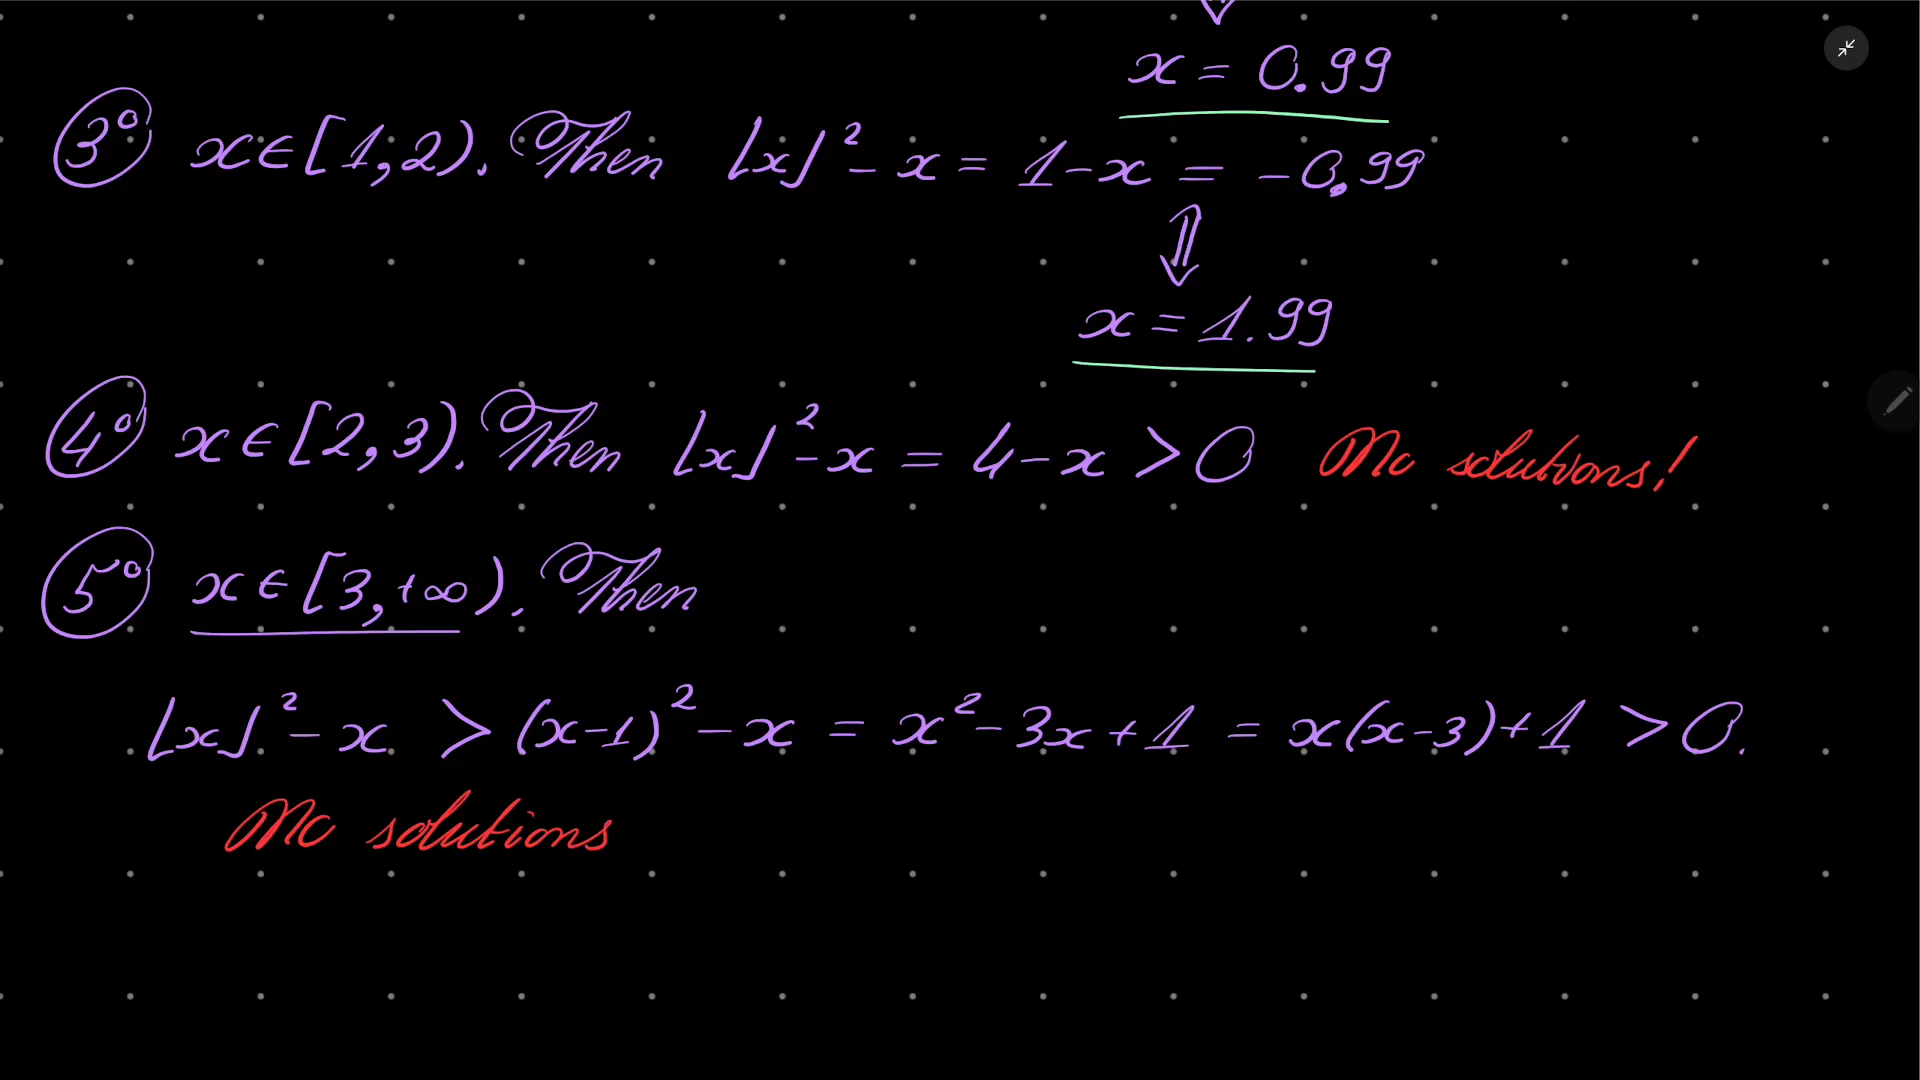 x = 0.99
3° x ∈ [1,2). Then ⌊x⌋² - x = 1 - x = -0.99
⇕
x = 1.99
4° x ∈ [2,3). Then ⌊x⌋² - x = 4 - x > 0 No solutions!
5° x ∈ [3,+∞). Then
⌊x⌋² - x > (x-1)² - x = x² - 3x + 1 = x(x-3)+1 > 0.
No solutions